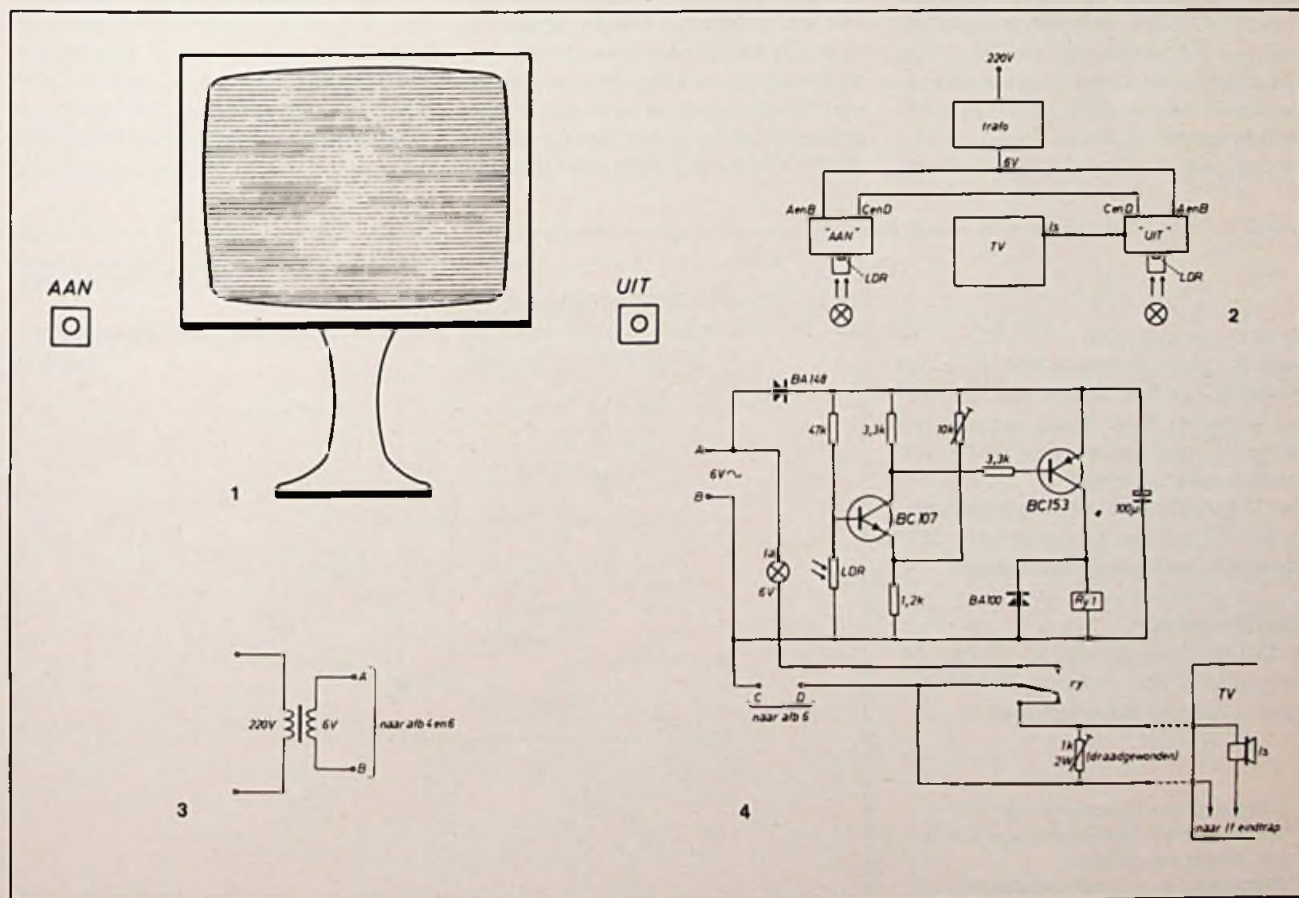 AAN
UIT
1
220V
trafo
6V
AenB
CenD
CenD
AenB
"AAN"
TV
ls
"UIT"
LDR
LDR
2
220V
6V
A
B
naar afb 4 en 6
3
BA148
47k
3,3k
10k
A
6V~
B
3,3k
BC107
BC153
100µ
la
6V
LDR
1,2k
BA100
Ry1
C
D
naar afb 6
ry
TV
1k
2W
(draadgewonden)
ls
naar lf eindtrap
4